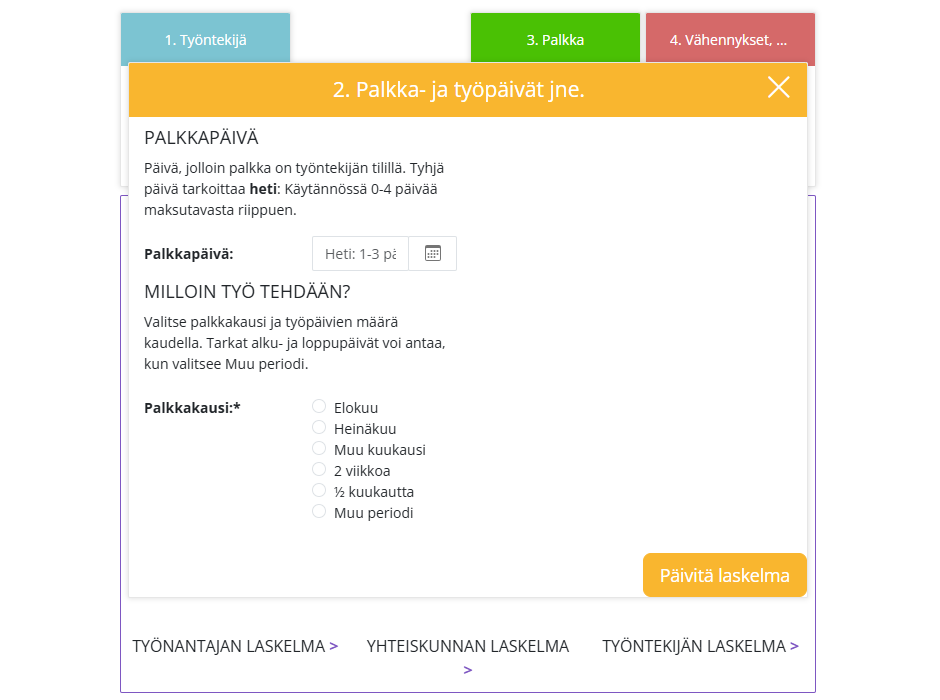 1. Työntekijä
3. Palkka
4. Vähennykset, ...
2. Palkka- ja työpäivät jne.
PALKKAPÄIVÄ
Päivä, jolloin palkka on työntekijän tilillä. Tyhjä
päivä tarkoittaa heti: Käytännössä 0-4 päivää
maksutavasta riippuen.
Palkkapäivä:
Heti: 1-3 pä
MILLOIN TYÖ TEHDÄÄN?
Valitse palkkakausi ja työpäivien määrä
kaudella. Tarkat alku- ja loppupäivät voi antaa,
kun valitsee Muu periodi.
Palkkakausi:*
Elokuu
Heinäkuu
Muu kuukausi
2 viikkoa
½ kuukautta
Muu periodi
Päivitä laskelma
TYÖNANTAJAN LASKELMA >
YHTEISKUNNAN LASKELMA
>
TYÖNTEKIJÄN LASKELMA >